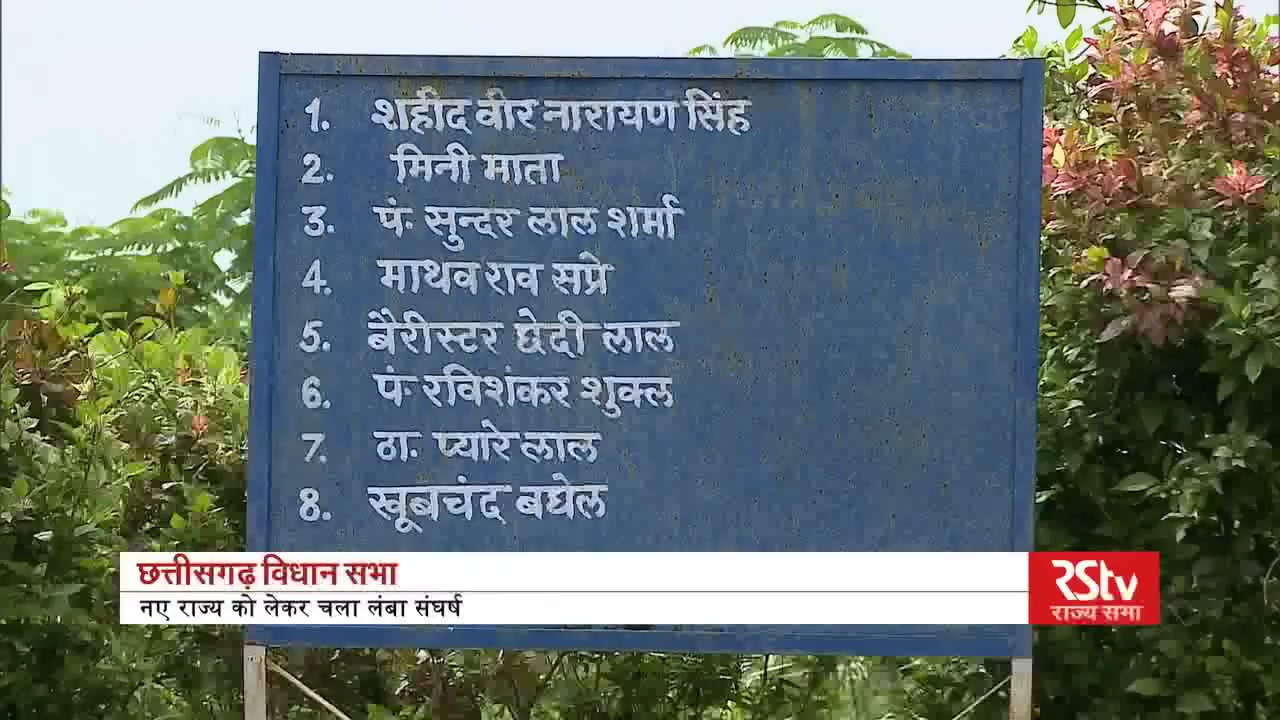 1. शहीद वीर नारायण सिंह
2. मिनी माता
3. पं. सुन्दर लाल शर्मा
4. माधव राव सप्रे
5. बैरीस्टर छेदी लाल
6. पं. रविशंकर शुक्ल
7. ठा. प्यारे लाल
8. खूबचंद बघेल
छत्तीसगढ़ विधान सभा
नए राज्य को लेकर चला लंबा संघर्ष
RStv
राज्य सभा